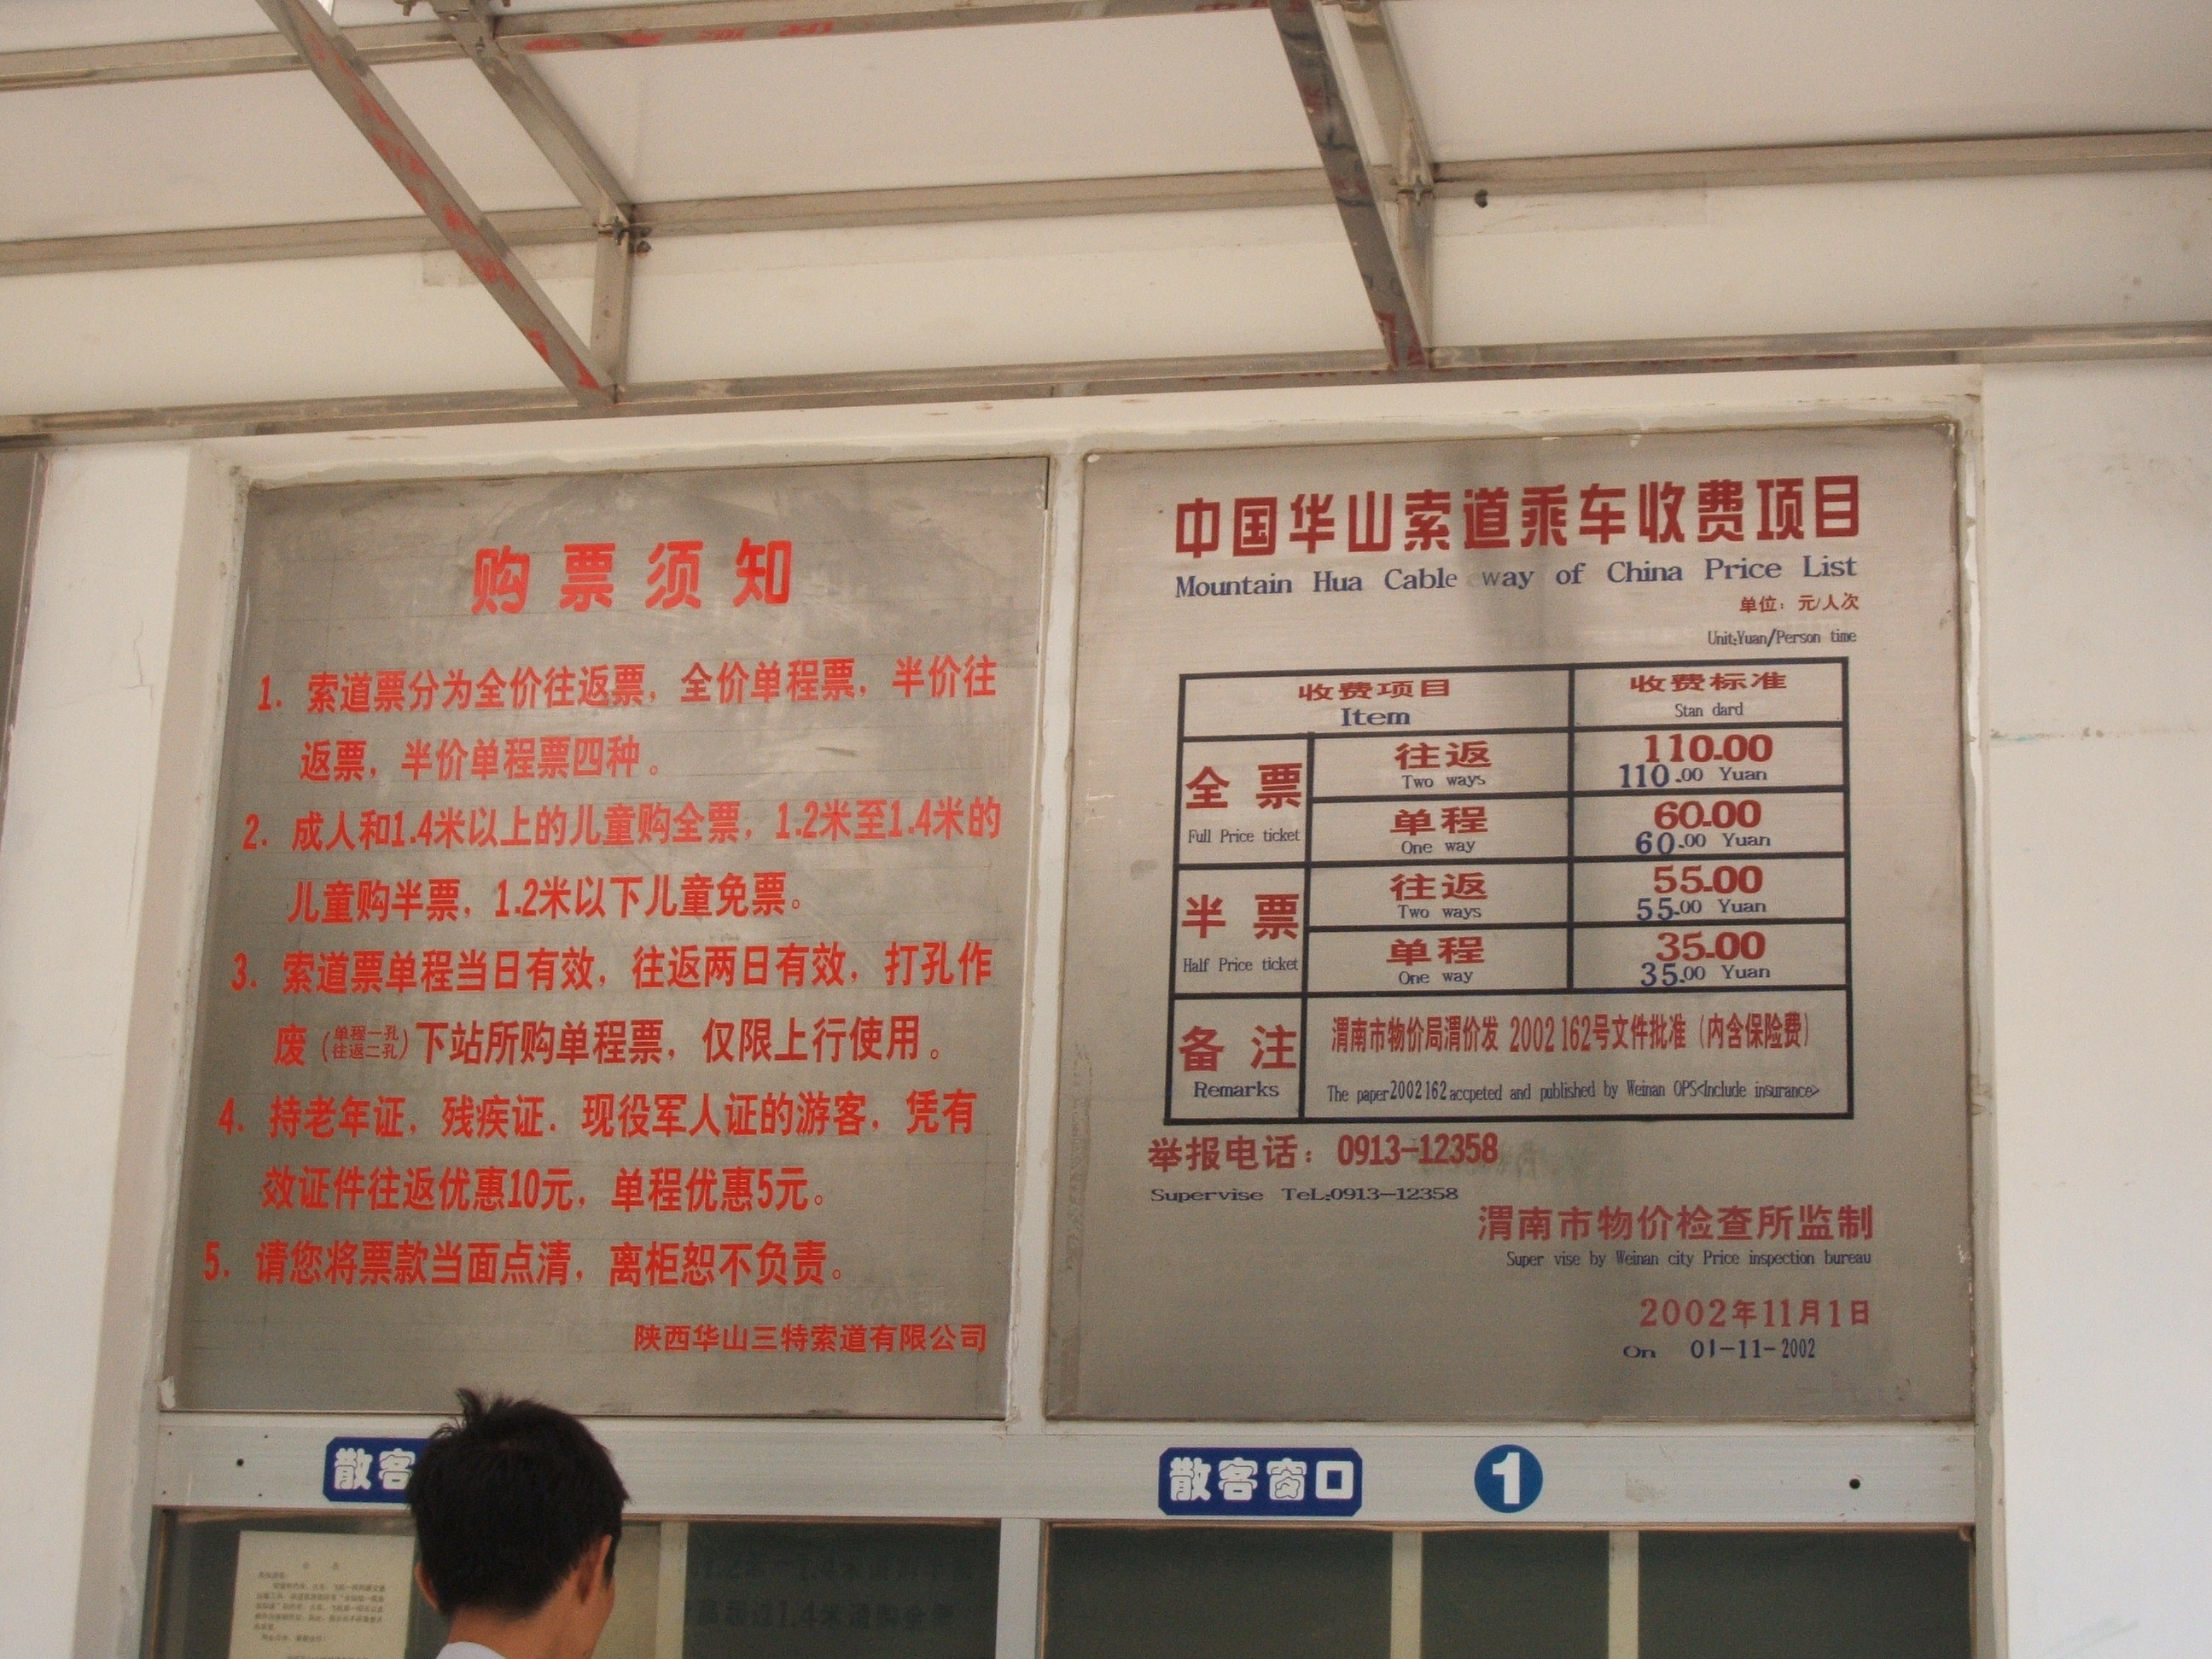 购票须知
1. 索道票分为全价往返票，全价单程票，半价往
返票，半价单程票四种。
2. 成人和1.4米以上的儿童购全票，1.2米至1.4米的
儿童购半票，1.2米以下儿童免票。
3. 索道票单程当日有效，往返两日有效，打孔作
废（单程一孔 往返二孔）下站所购单程票，仅限上行使用。
4. 持老年证，残疾证．现役军人证的游客，凭有
效证件往返优惠10元，单程优惠5元。
5. 请您将票款当面点清，离柜恕不负责。
陕西华山三特索道有限公司
中国华山索道乘车收费项目
Mountain Hua Cable way of China Price List
单位：元/人次
Unit:Yuan/Person time
收费项目 收费标准
Item Stan dard
全票
Full Price ticket
往返 110.00
Two ways 110.00 Yuan
单程 60.00
One way 60.00 Yuan
半票
Half Price ticket
往返 55.00
Two ways 55.00 Yuan
单程 35.00
One way 35.00 Yuan
备注
Remarks
渭南市物价局渭价发 2002 162号文件批准（内含保险费）
The paper2002162accpeted and published by Weinan OPS<Include insurance>
举报电话：0913-12358
Supervise TeL:0913-12358
渭南市物价检查所监制
Super vise by Weinan city Price inspection bureau
2002年11月1日
On 01-11-2002
散客
散客窗口 1